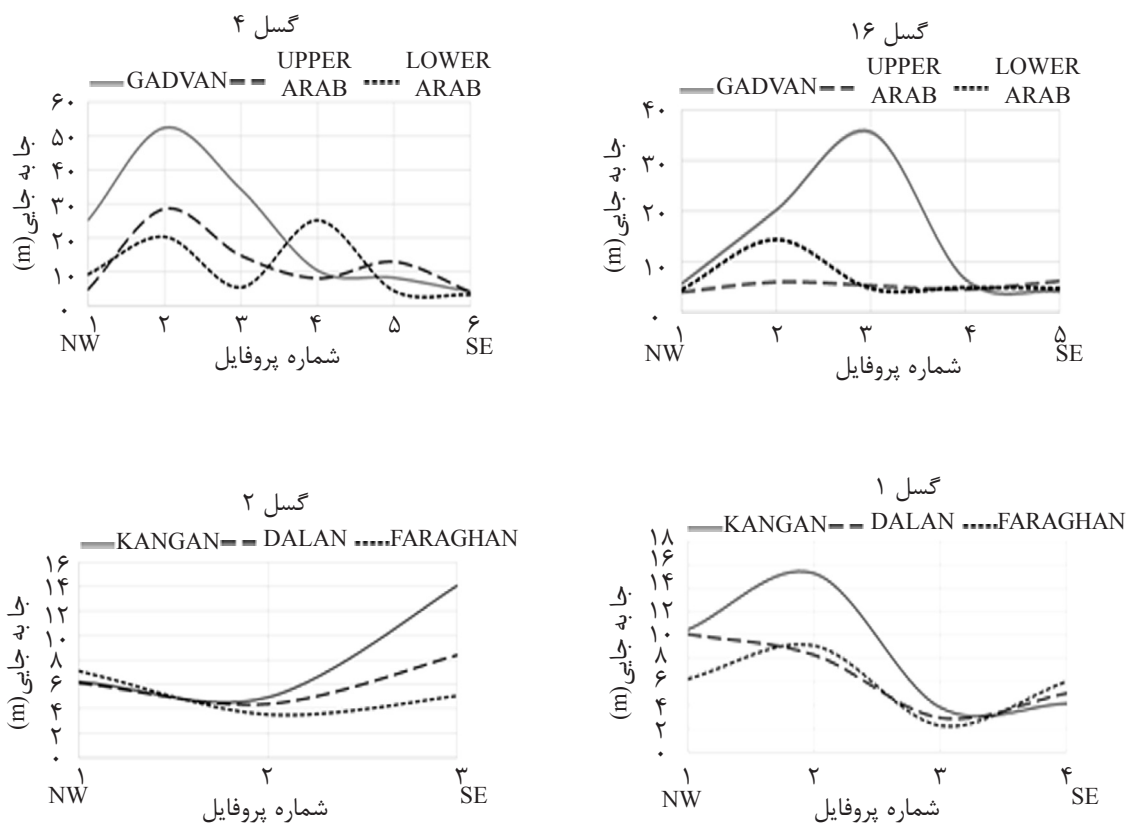 گسل ۴
GADVAN UPPER ARAB LOWER ARAB
۶۰
۵۰
۴۰
۳۰
۲۰
۱۰
۰
جا به جایی(m)
۱ ۲ ۳ ۴ ۵ ۶
NW SE
شماره پروفایل
گسل ۱۶
GADVAN UPPER ARAB LOWER ARAB
۴۰
۳۰
۲۰
۱۰
۰
جا به جایی(m)
۱ ۲ ۳ ۴ ۵
NW SE
شماره پروفایل
گسل ۲
KANGAN DALAN FARAGHAN
۱۶
۱۴
۱۲
۱۰
۸
۶
۴
۲
۰
جا به جایی(m)
۱ ۲ ۳
NW SE
شماره پروفایل
گسل ۱
KANGAN DALAN FARAGHAN
۱۸
۱۶
۱۴
۱۲
۱۰
۸
۶
۴
۲
۰
جا به جایی(m)
۱ ۲ ۳ ۴
NW SE
شماره پروفایل